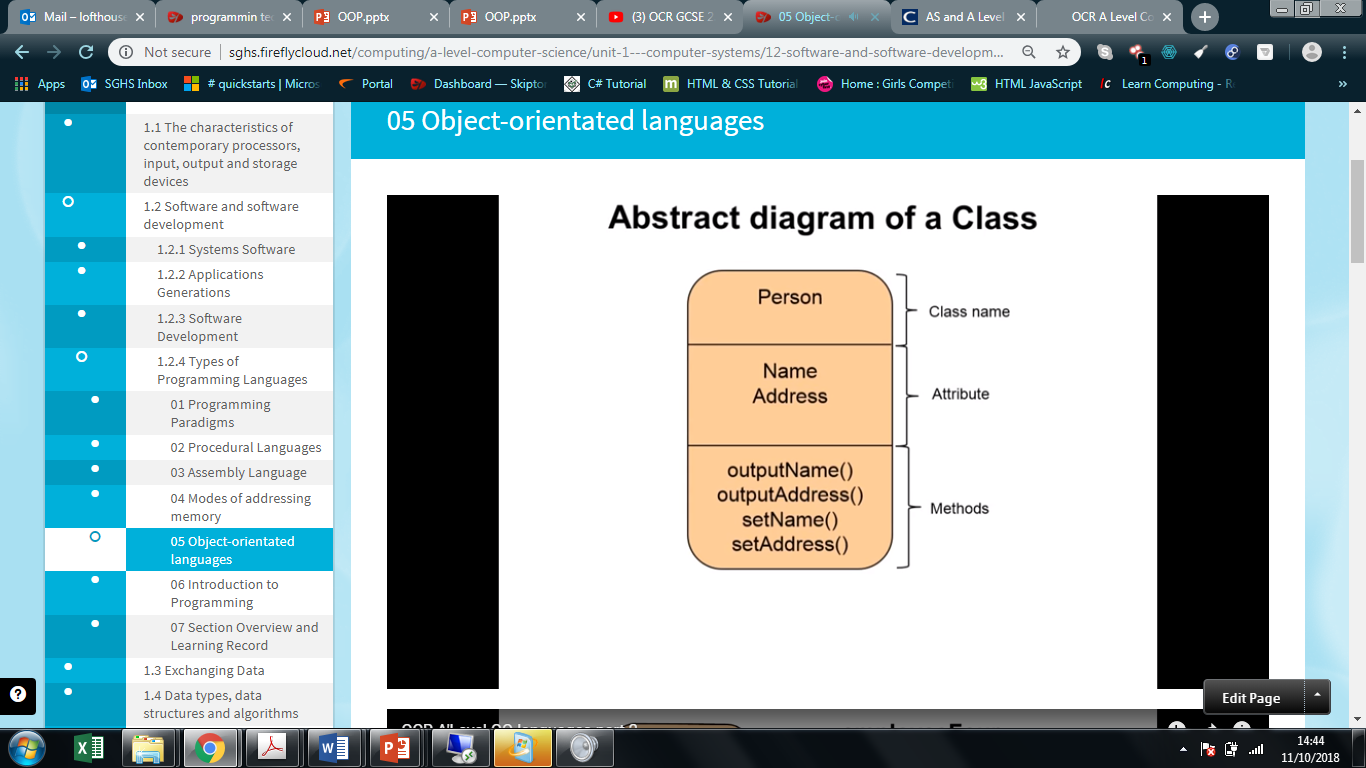 Mail – lofthouse
programmin te
OOP.pptx
OOP.pptx
(3) OCR GCSE 2
05 Object-
AS and A Level
OCR A Level Co
Not secure | sghs.fireflycloud.net/computing/a-level-computer-science/unit-1---computer-systems/12-software-and-software-developm...
1
Apps
SGHS Inbox
# quickstarts | Micros
Portal
Dashboard — Skipto
C# Tutorial
HTML & CSS Tutorial
Home : Girls Compet
HTML JavaScript
Learn Computing - R
»
1.1 The characteristics of
contemporary processors,
input, output and storage
devices
1.2 Software and software
development
1.2.1 Systems Software
1.2.2 Applications
Generations
1.2.3 Software
Development
1.2.4 Types of
Programming Languages
01 Programming
Paradigms
02 Procedural Languages
03 Assembly Language
04 Modes of addressing
memory
05 Object-orientated
languages
06 Introduction to
Programming
07 Section Overview and
Learning Record
1.3 Exchanging Data
1.4 Data types, data
structures and algorithms
05 Object-orientated languages
Abstract diagram of a Class
Person
Class name
Name
Address
Attribute
outputName()
outputAddress()
setName()
setAddress()
Methods
Edit Page
14:44
11/10/2018